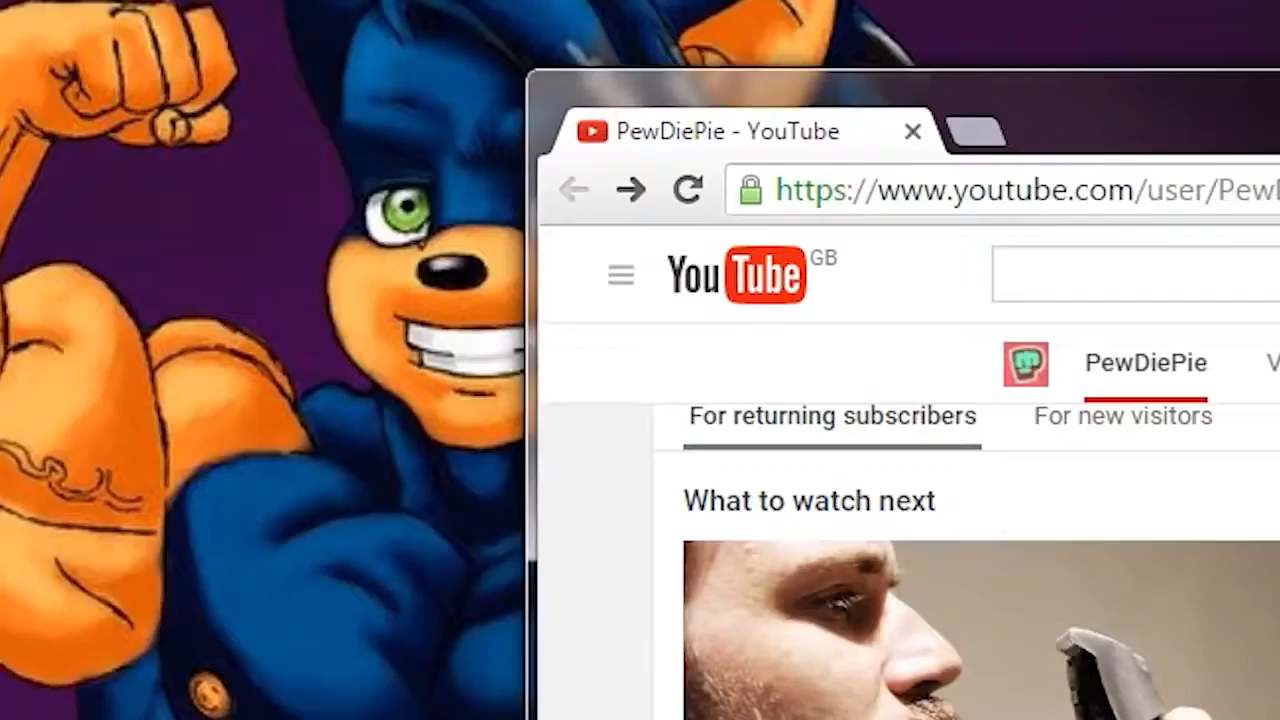 PewDiePie - YouTube
https://www.youtube.com/user/Pew
YouTube GB
PewDiePie V
For returning subscribers For new visitors
What to watch next